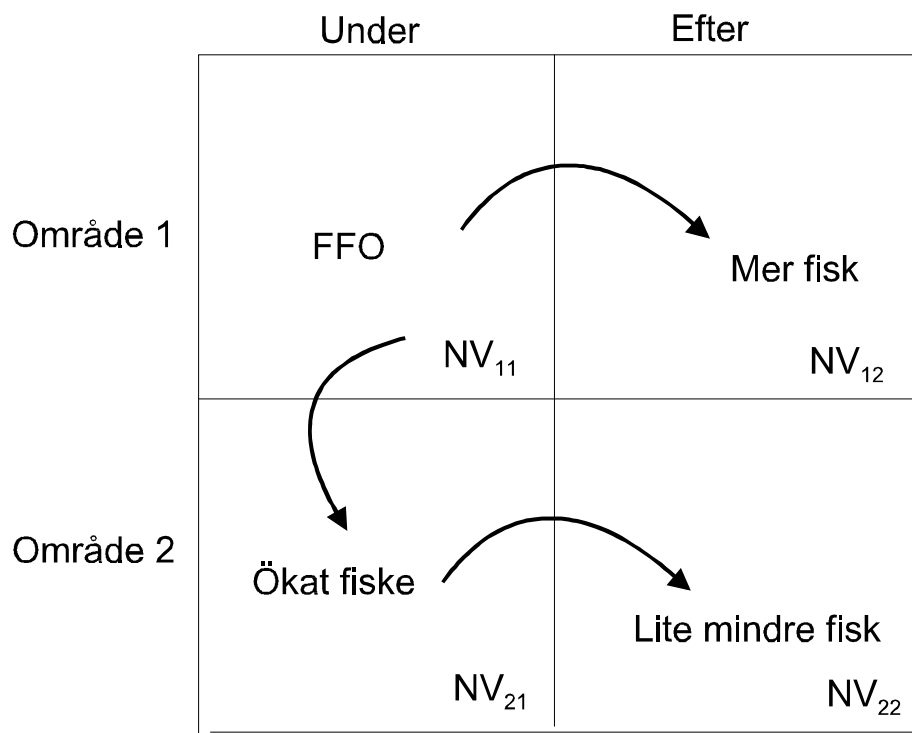 Under Efter
Område 1
FFO
Mer fisk
NV₁₁
NV₁₂
Område 2
Ökat fiske
Lite mindre fisk
NV₂₁
NV₂₂